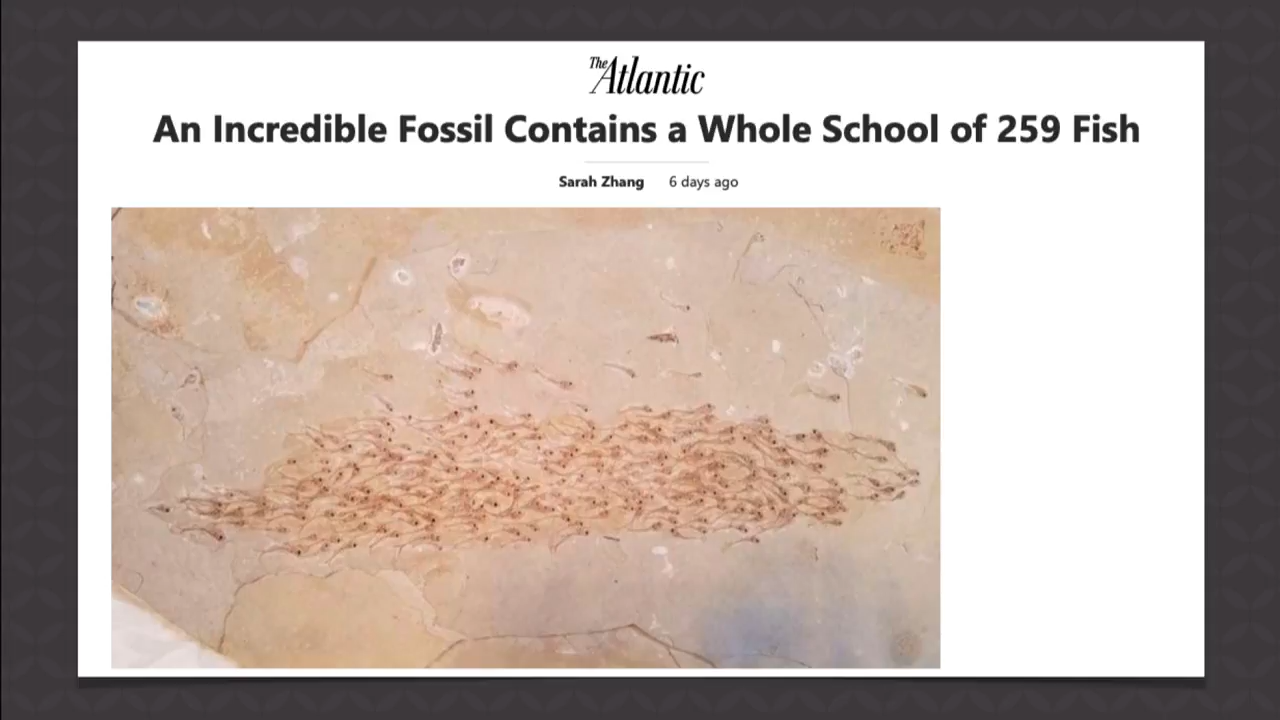 The Atlantic
An Incredible Fossil Contains a Whole School of 259 Fish
Sarah Zhang 6 days ago